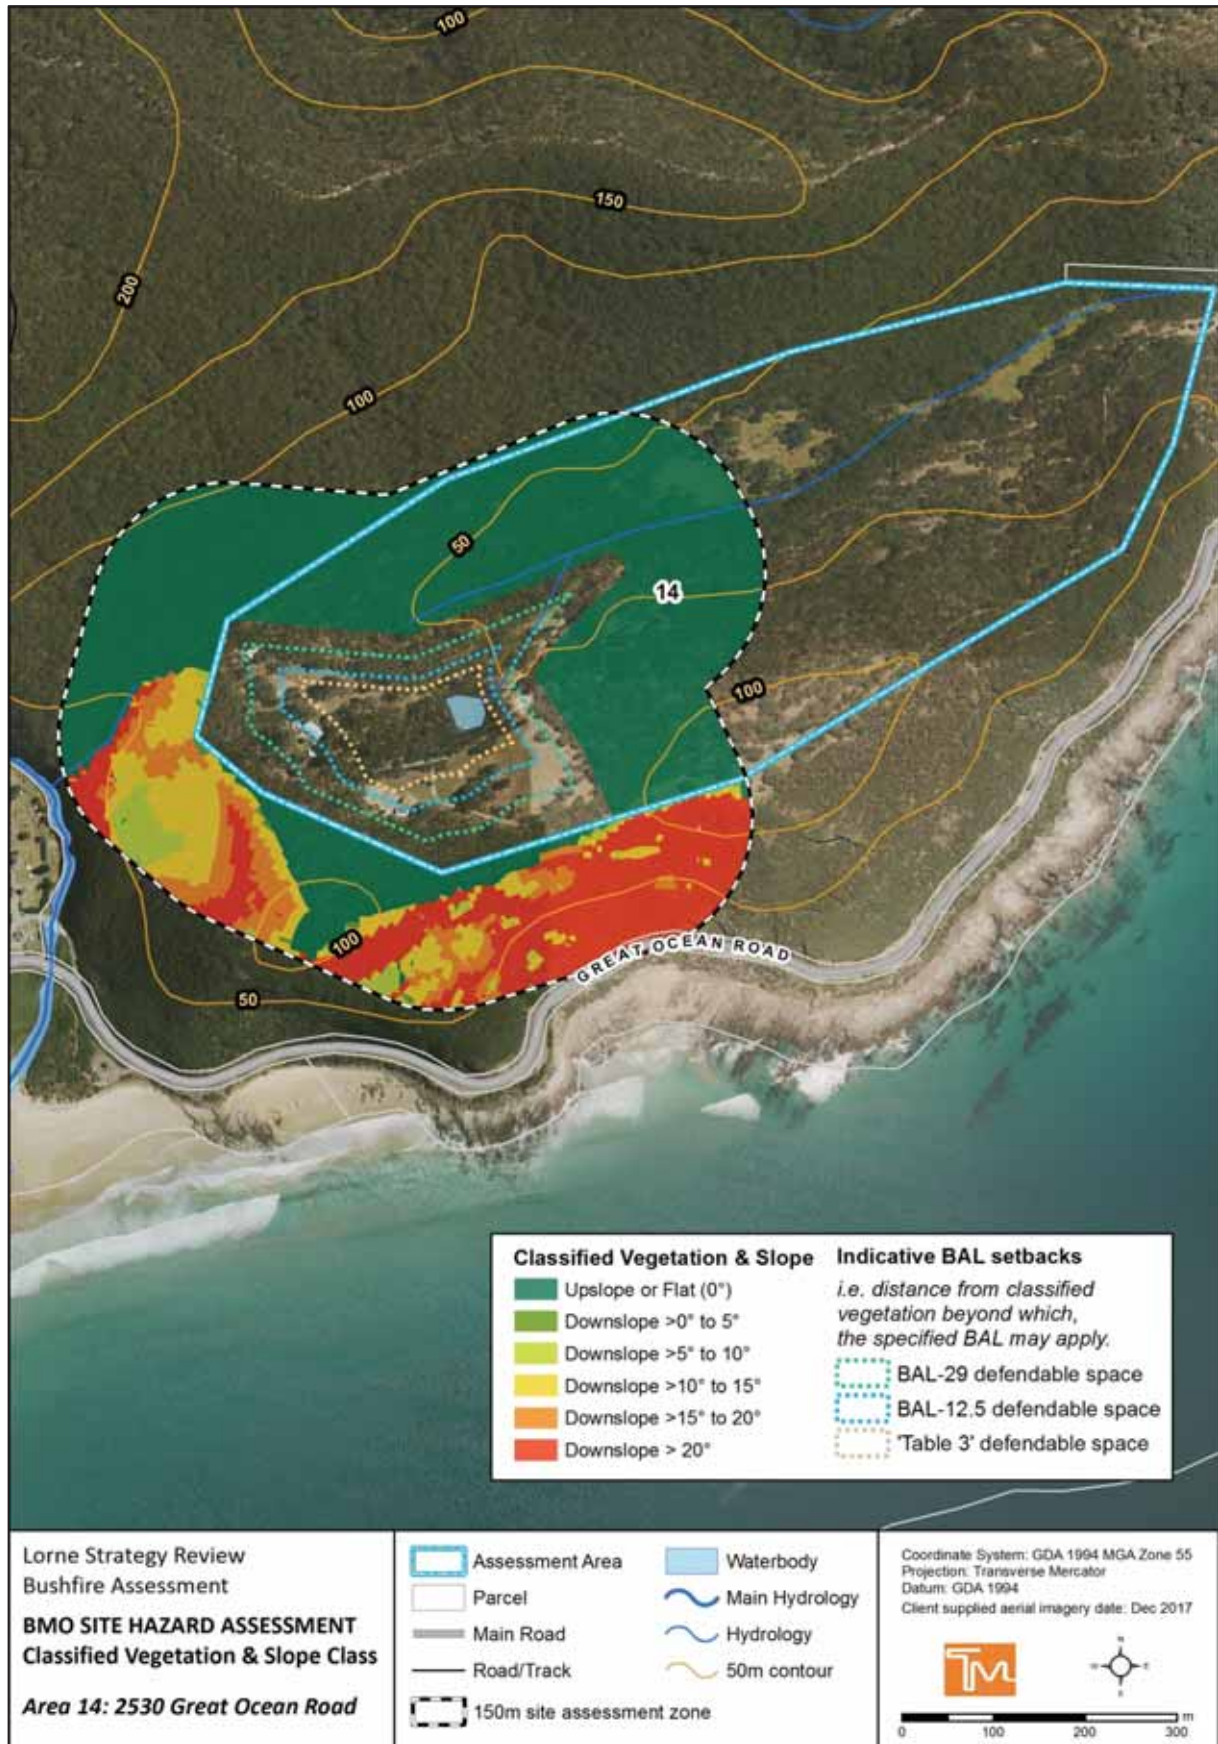 100
150
200
100
50
14
100
100
50
GREAT OCEAN ROAD
Classified Vegetation & Slope
Upslope or Flat (0°)
Downslope >0° to 5°
Downslope >5° to 10°
Downslope >10° to 15°
Downslope >15° to 20°
Downslope > 20°
Indicative BAL setbacks
i.e. distance from classified
vegetation beyond which,
the specified BAL may apply.
BAL-29 defendable space
BAL-12.5 defendable space
'Table 3' defendable space
Lorne Strategy Review
Bushfire Assessment
BMO SITE HAZARD ASSESSMENT
Classified Vegetation & Slope Class
Area 14: 2530 Great Ocean Road
Assessment Area
Parcel
Main Road
Road/Track
150m site assessment zone
Waterbody
Main Hydrology
Hydrology
50m contour
Coordinate System: GDA 1994 MGA Zone 55
Projection: Transverse Mercator
Datum: GDA 1994
Client supplied aerial imagery date: Dec 2017
TM
N
W E
S
m
0 100 200 300